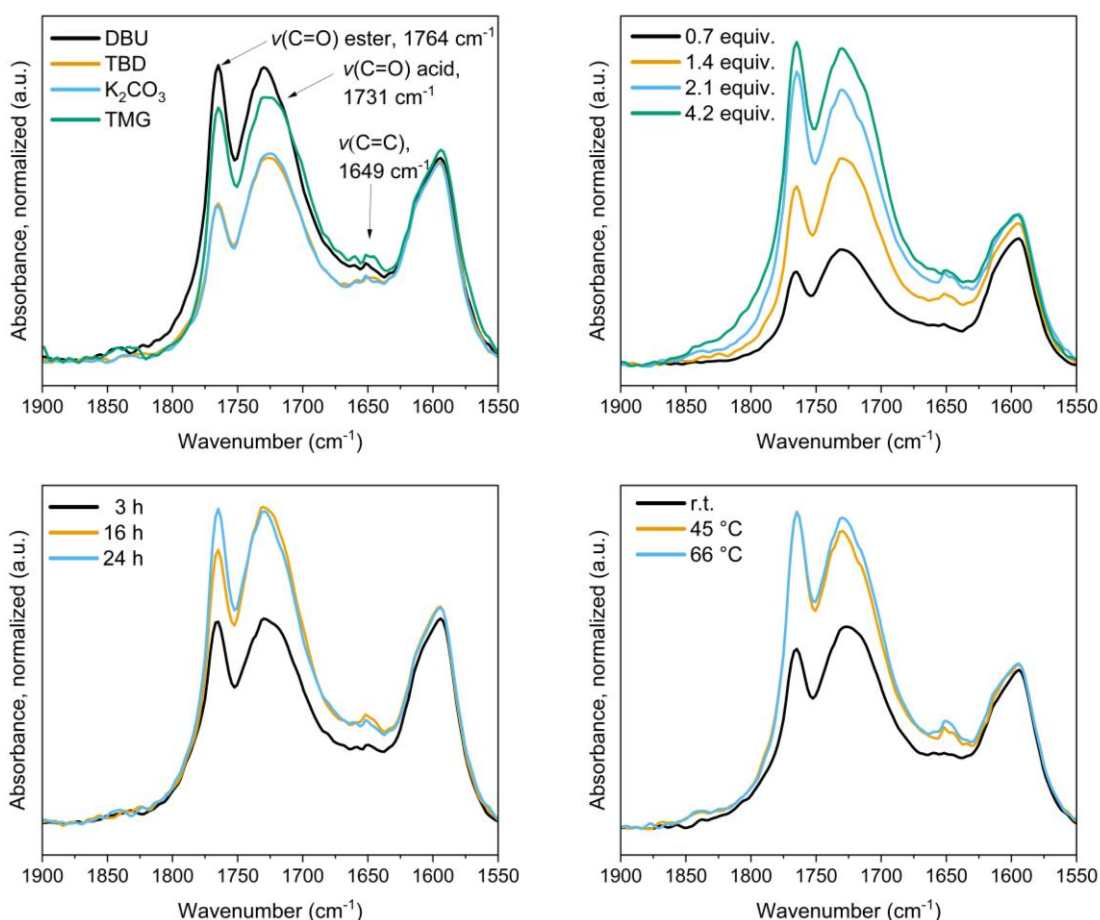 DBU
TBD
K₂CO₃
TMG
ν(C=O) ester, 1764 cm⁻¹
ν(C=O) acid,
1731 cm⁻¹
ν(C=C),
1649 cm⁻¹
Absorbance, normalized (a.u.)
1900 1850 1800 1750 1700 1650 1600 1550
Wavenumber (cm⁻¹)
0.7 equiv.
1.4 equiv.
2.1 equiv.
4.2 equiv.
Absorbance, normalized (a.u.)
1900 1850 1800 1750 1700 1650 1600 1550
Wavenumber (cm⁻¹)
3 h
16 h
24 h
Absorbance, normalized (a.u.)
1900 1850 1800 1750 1700 1650 1600 1550
Wavenumber (cm⁻¹)
r.t.
45 °C
66 °C
Absorbance, normalized (a.u.)
1900 1850 1800 1750 1700 1650 1600 1550
Wavenumber (cm⁻¹)